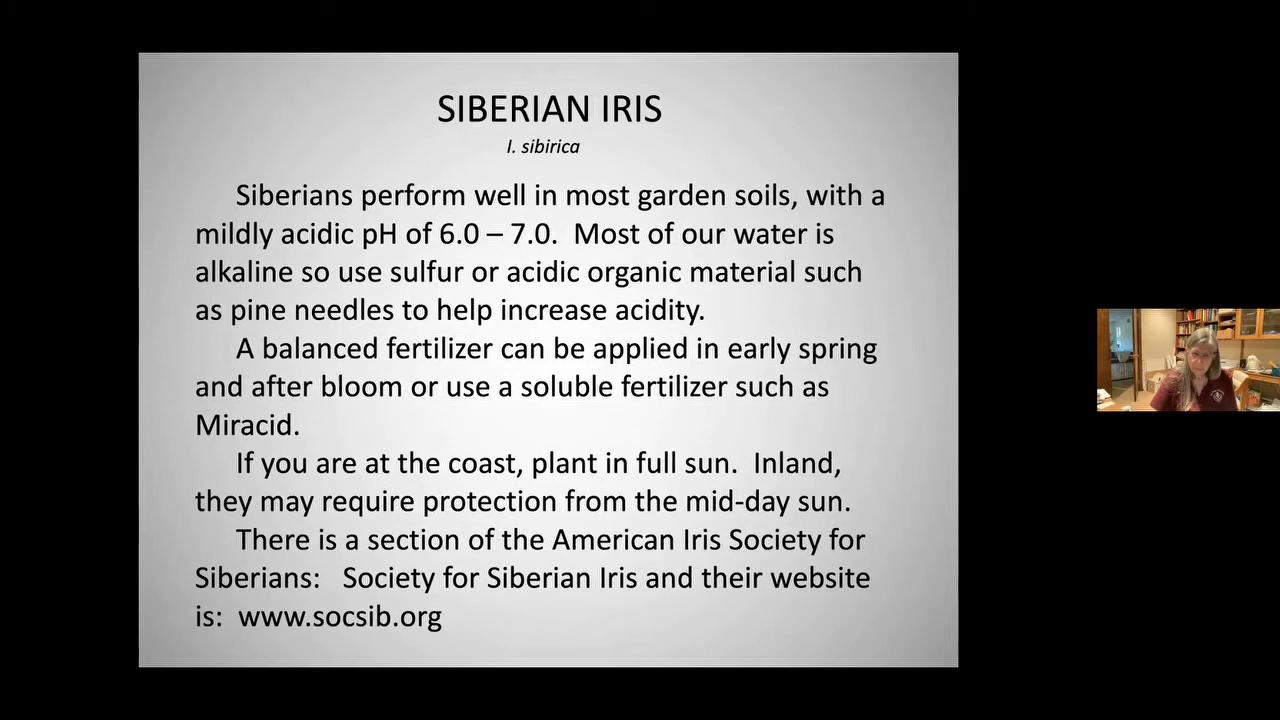 SIBERIAN IRIS
I. sibirica
Siberians perform well in most garden soils, with a
mildly acidic pH of 6.0 – 7.0.  Most of our water is
alkaline so use sulfur or acidic organic material such
as pine needles to help increase acidity.
A balanced fertilizer can be applied in early spring
and after bloom or use a soluble fertilizer such as
Miracid.
If you are at the coast, plant in full sun.  Inland,
they may require protection from the mid-day sun.
There is a section of the American Iris Society for
Siberians:   Society for Siberian Iris and their website
is:  www.socsib.org